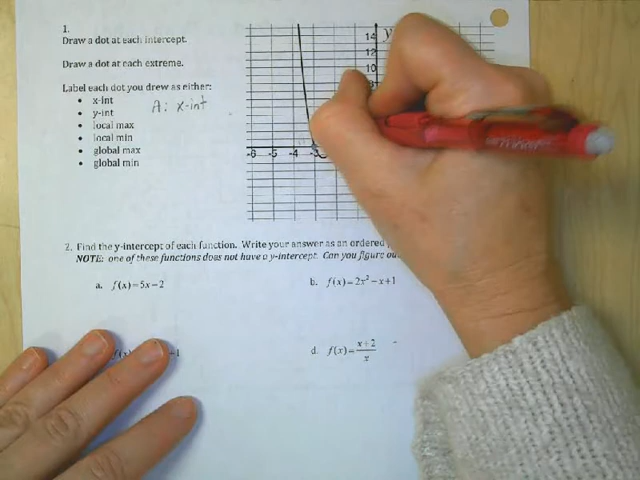 1.
Draw a dot at each intercept.
Draw a dot at each extreme.
Label each dot you drew as either:
• x-int
• y-int
• local max
• local min
• global max
• global min
A: x-int
y
14
12
10
-6 -5 -4 -3
2. Find the y-intercept of each function. Write your answer as an ordered
NOTE: one of these functions does not have a y-intercept. Can you figure
a. f(x)=5x-2
b. f(x)=2x²-x+1
+1
d. f(x)=x+2/x